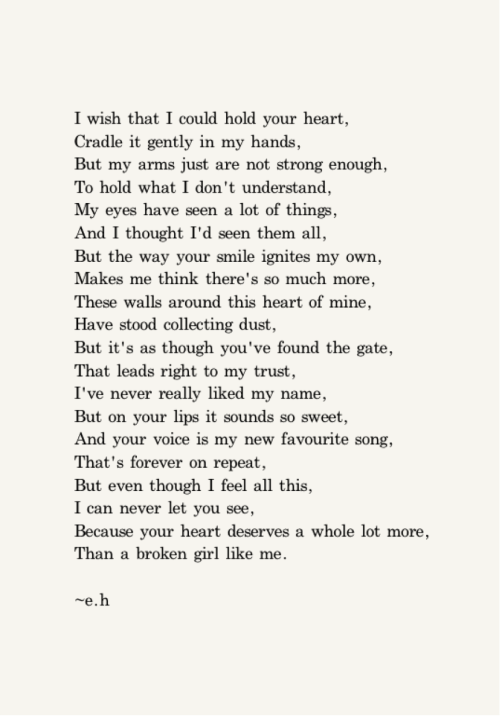 I wish that I could hold your heart,
Cradle it gently in my hands,
But my arms just are not strong enough,
To hold what I don't understand,
My eyes have seen a lot of things,
And I thought I'd seen them all,
But the way your smile ignites my own,
Makes me think there's so much more,
These walls around this heart of mine,
Have stood collecting dust,
But it's as though you've found the gate,
That leads right to my trust,
I've never really liked my name,
But on your lips it sounds so sweet,
And your voice is my new favourite song,
That's forever on repeat,
But even though I feel all this,
I can never let you see,
Because your heart deserves a whole lot more,
Than a broken girl like me.
~e.h